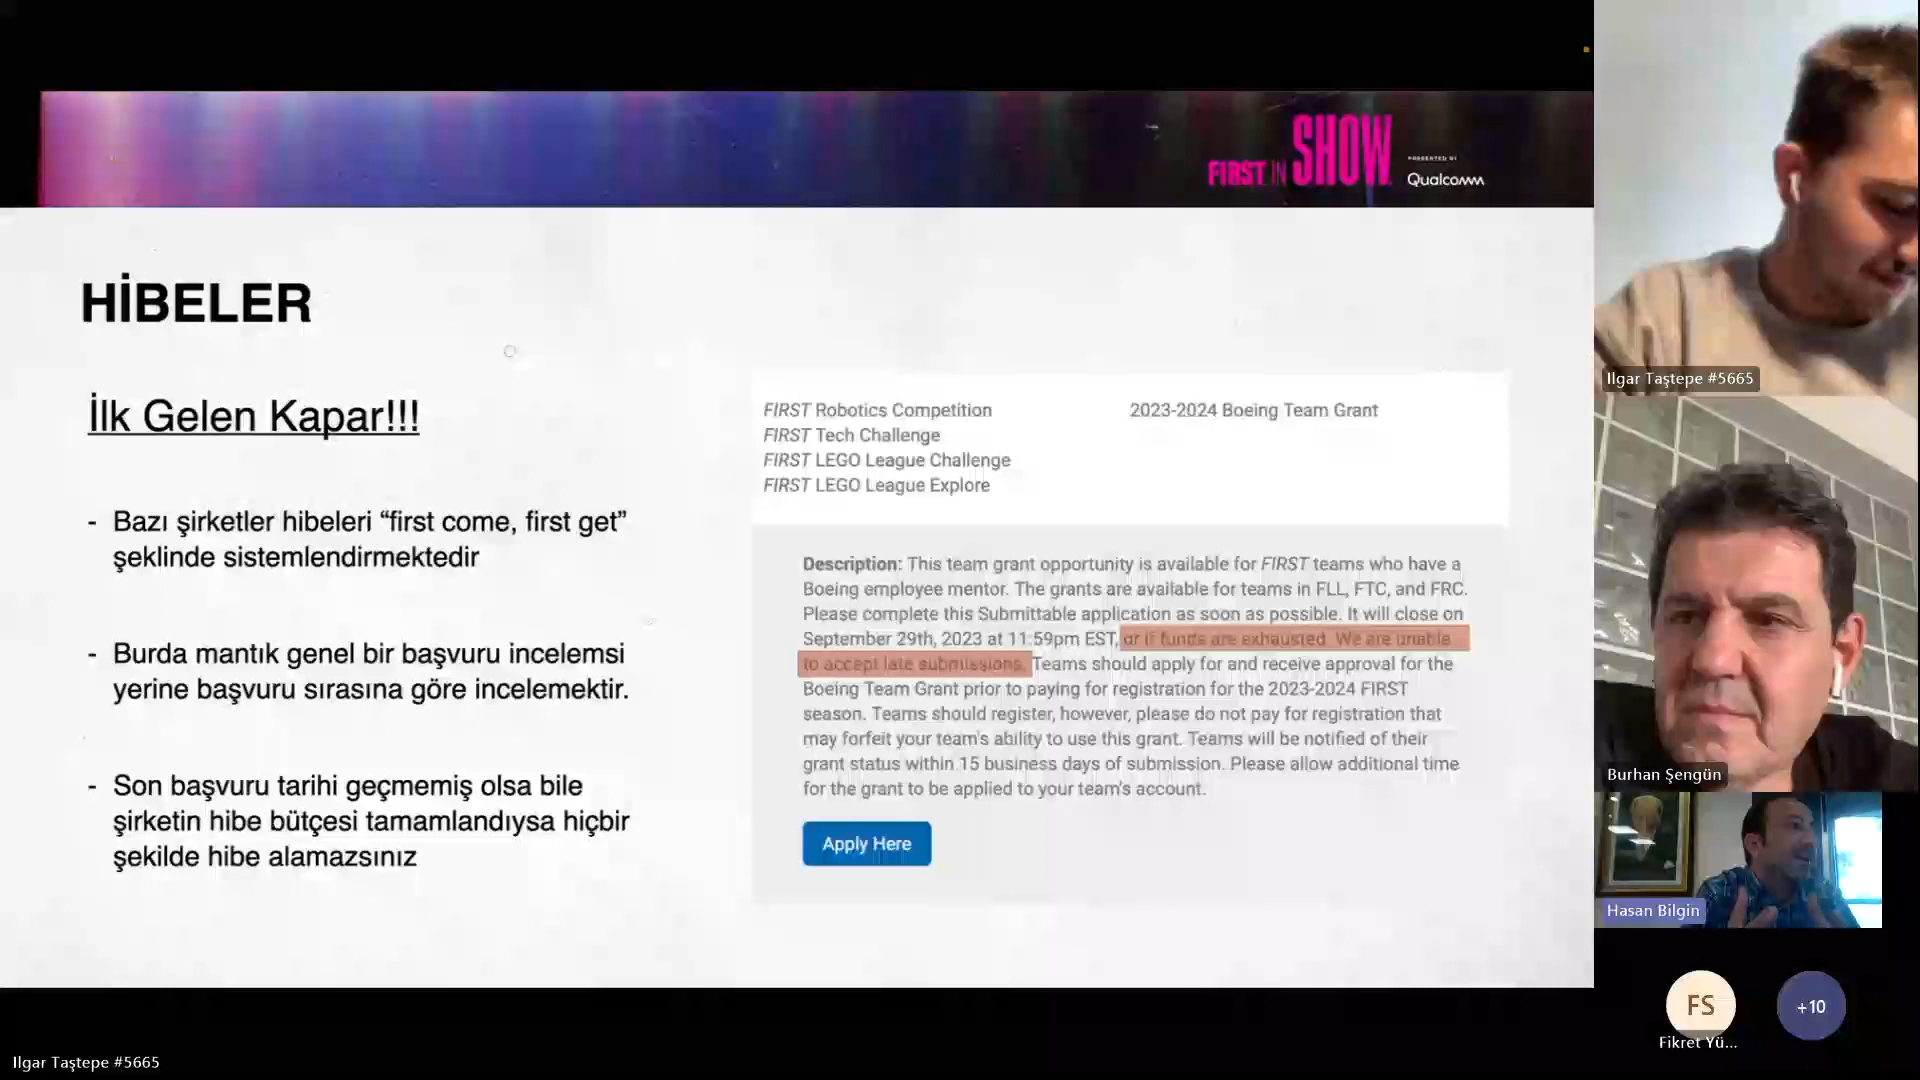 FIRST IN SHOW
PRESENTED BY
Qualcomm
HİBELER
İlk Gelen Kapar!!!
- Bazı şirketler hibeleri “first come, first get”
şeklinde sistemlendirmektedir
- Burda mantık genel bir başvuru incelemsi
yerine başvuru sırasına göre incelemektir.
- Son başvuru tarihi geçmemiş olsa bile
şirketin hibe bütçesi tamamlandıysa hiçbir
şekilde hibe alamazsınız
FIRST Robotics Competition
FIRST Tech Challenge
FIRST LEGO League Challenge
FIRST LEGO League Explore
2023-2024 Boeing Team Grant
Description: This team grant opportunity is available for FIRST teams who have a
Boeing employee mentor. The grants are available for teams in FLL, FTC, and FRC.
Please complete this Submittable application as soon as possible. It will close on
September 29th, 2023 at 11:59pm EST, or if funds are exhausted. We are unable
to accept late submissions. Teams should apply for and receive approval for the
Boeing Team Grant prior to paying for registration for the 2023-2024 FIRST
season. Teams should register, however, please do not pay for registration that
may forfeit your team's ability to use this grant. Teams will be notified of their
grant status within 15 business days of submission. Please allow additional time
for the grant to be applied to your team's account.
Apply Here
Ilgar Taştepe #5665
Burhan Şengün
Hasan Bilgin
FS
Fikret Yü...
+10
Ilgar Taştepe #5665